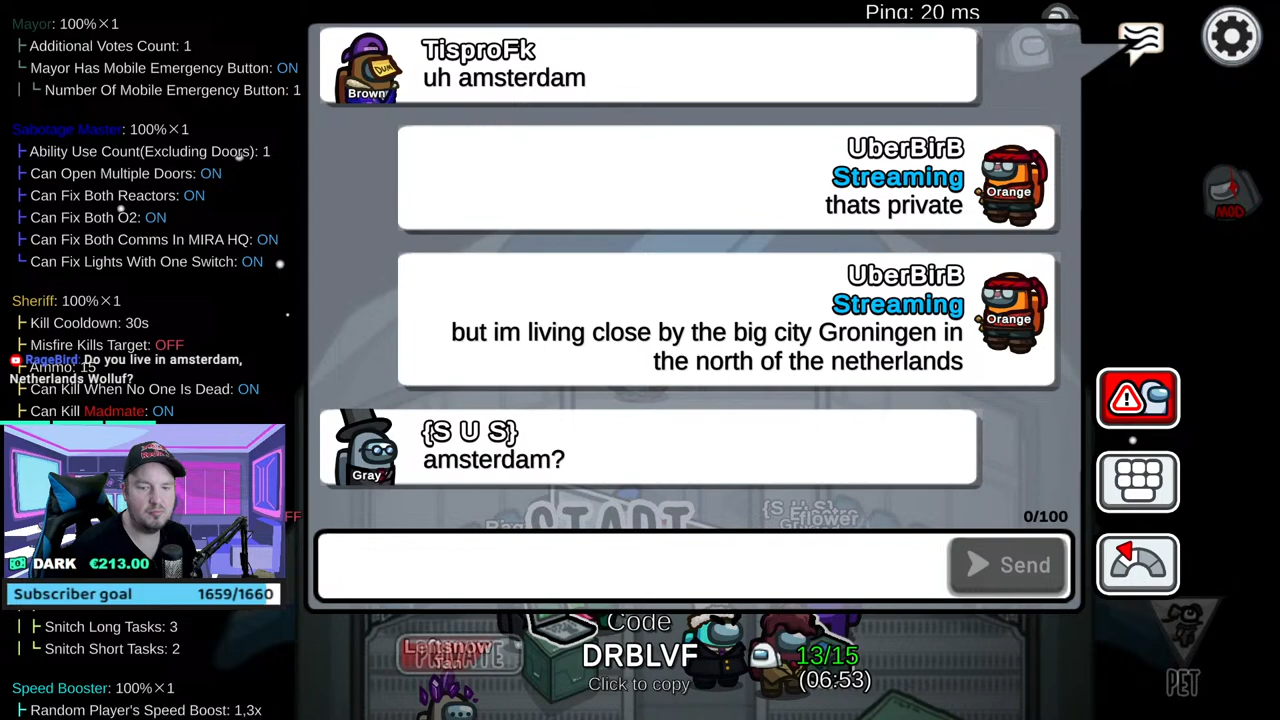 Mayor: 100%×1
Additional Votes Count: 1
Mayor Has Mobile Emergency Button: ON
Number Of Mobile Emergency Button: 1
Sabotage Master: 100%×1
Ability Use Count(Excluding Doors): 1
Can Open Multiple Doors: ON
Can Fix Both Reactors: ON
Can Fix Both O2: ON
Can Fix Both Comms In MIRA HQ: ON
Can Fix Lights With One Switch: ON
Sheriff: 100%×1
Kill Cooldown: 30s
Misfire Kills Target: OFF
RageBird: Do you live in amsterdam,
Netherlands Wolluf?
Ammo: 15
Can Kill When No One Is Dead: ON
Can Kill Madmate: ON
FF
DARK €213.00
Subscriber goal 1659/1660
Snitch Long Tasks: 3
Snitch Short Tasks: 2
Speed Booster: 100%×1
Random Player's Speed Boost: 1,3x
Ping: 20 ms
TisproFk
uh amsterdam
Brown
UberBirB
Streaming
thats private
Orange
UberBirB
Streaming
but im living close by the big city Groningen in
the north of the netherlands
Orange
{S U S}
amsterdam?
Gray
START
{S U S}
0/100
Send
Code
DRBLVF
Click to copy
Leftsnow
Tan
PRIVATE
13/15
(06:53)
MOD
PET